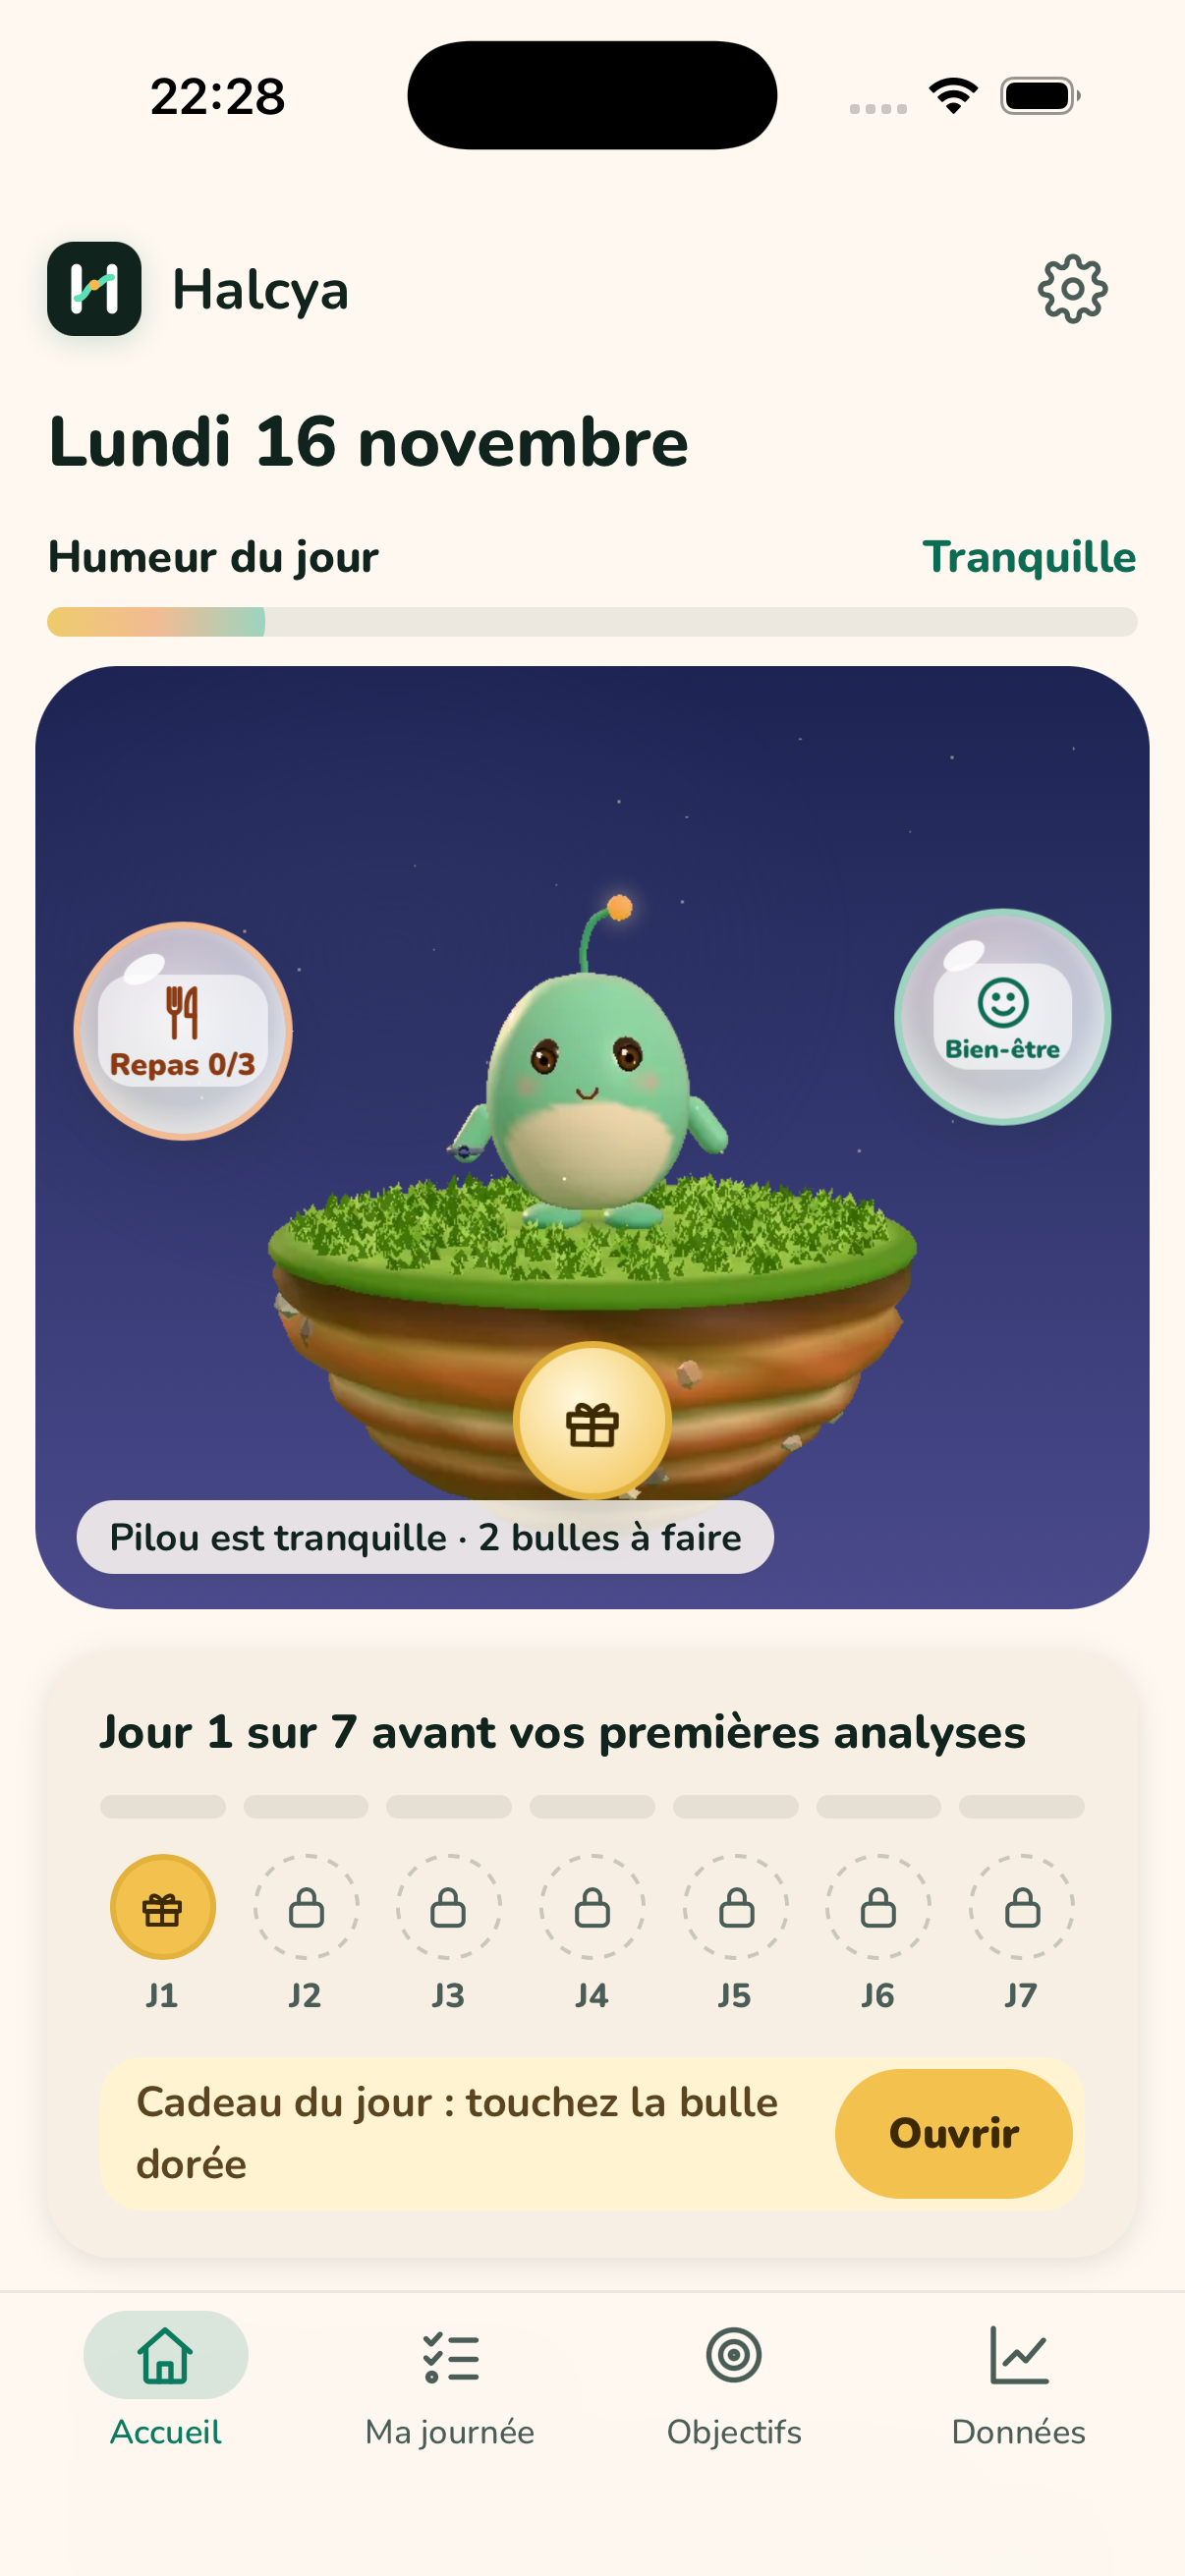 22:28
Halcya
Lundi 16 novembre
Humeur du jour
Tranquille
Repas 0/3
Bien-être
Pilou est tranquille · 2 bulles à faire
Jour 1 sur 7 avant vos premières analyses
J1
J2
J3
J4
J5
J6
J7
Cadeau du jour : touchez la bulle
dorée
Ouvrir
Accueil
Ma journée
Objectifs
Données